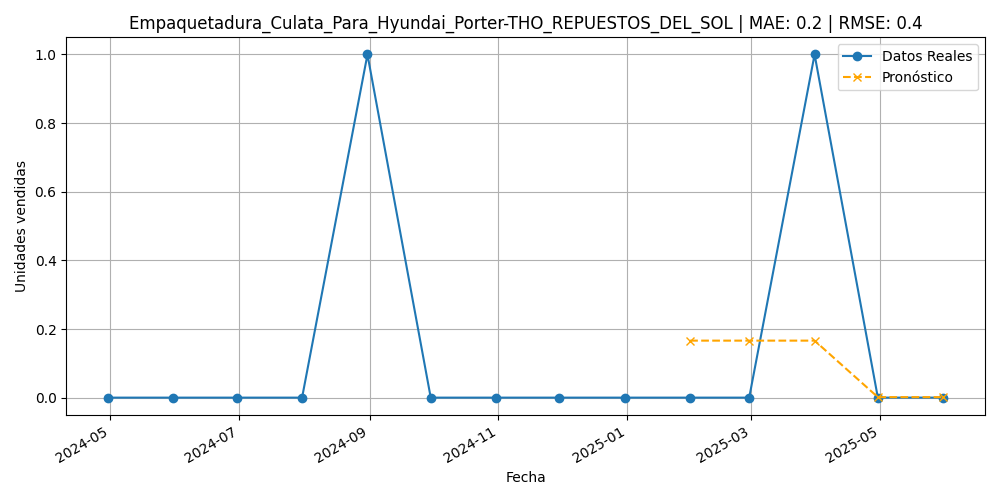 Empaquetadura_Culata_Para_Hyundai_Porter-THO_REPUESTOS_DEL_SOL | MAE: 0.2 | RMSE: 0.4
Datos Reales
Pronóstico
Unidades vendidas
1.0
0.8
0.6
0.4
0.2
0.0
2024-05
2024-07
2024-09
2024-11
2025-01
2025-03
2025-05
Fecha